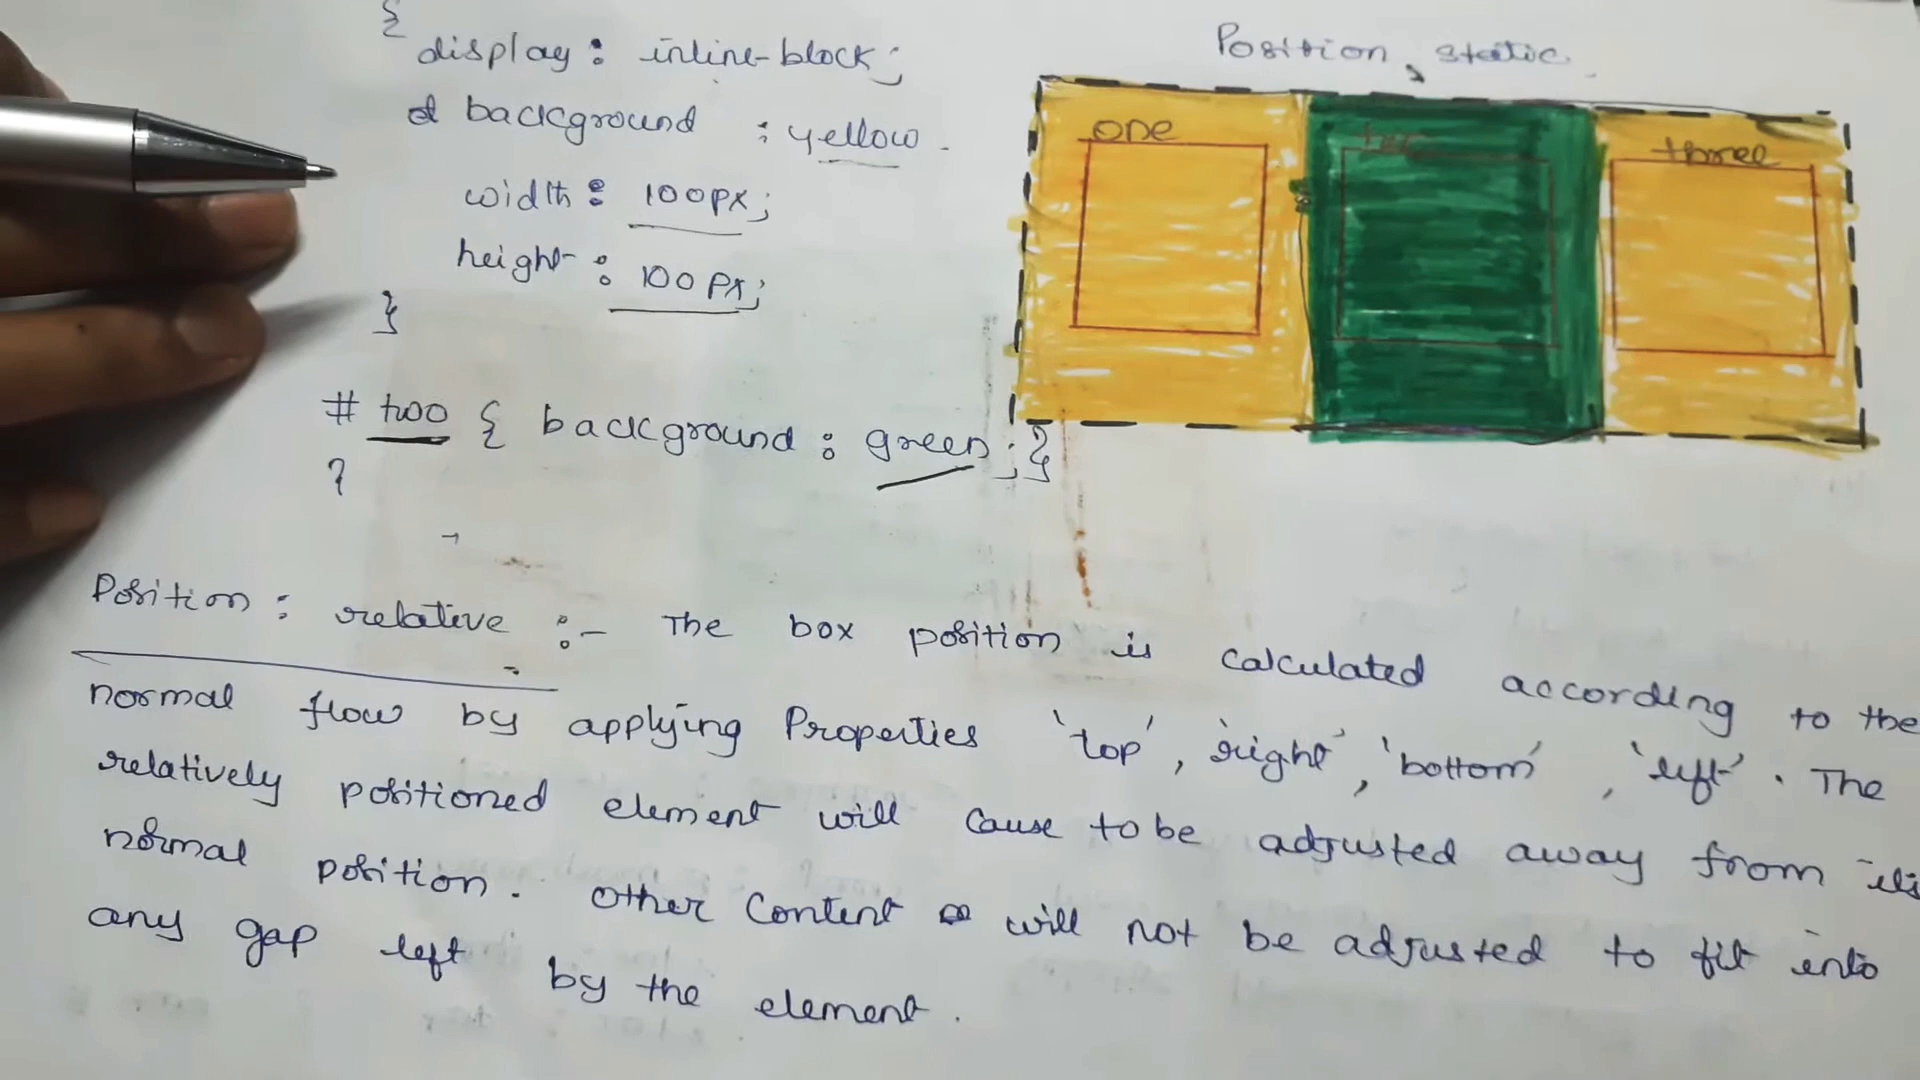 {
display : inline-block;
background : yellow.
width : 100px;
height : 100px;
}
# two { background : green ; }
}
Position, static.
one
three
Position : relative :- The box position is calculated according to the
normal flow by applying Properties 'top', 'right', 'bottom', 'left'. The
relatively positioned element will cause to be adjusted away from its
normal position. Other Content will not be adjusted to fit into
any gap left by the element.